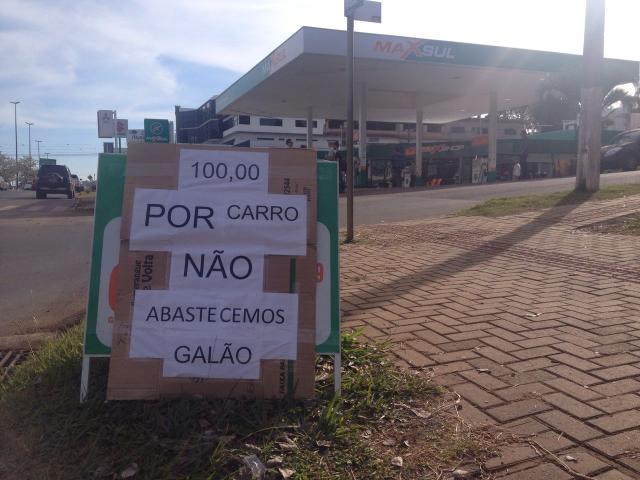 MAXSUL
100,00
POR CARRO
NÃO
ABASTECEMOS
GALÃO